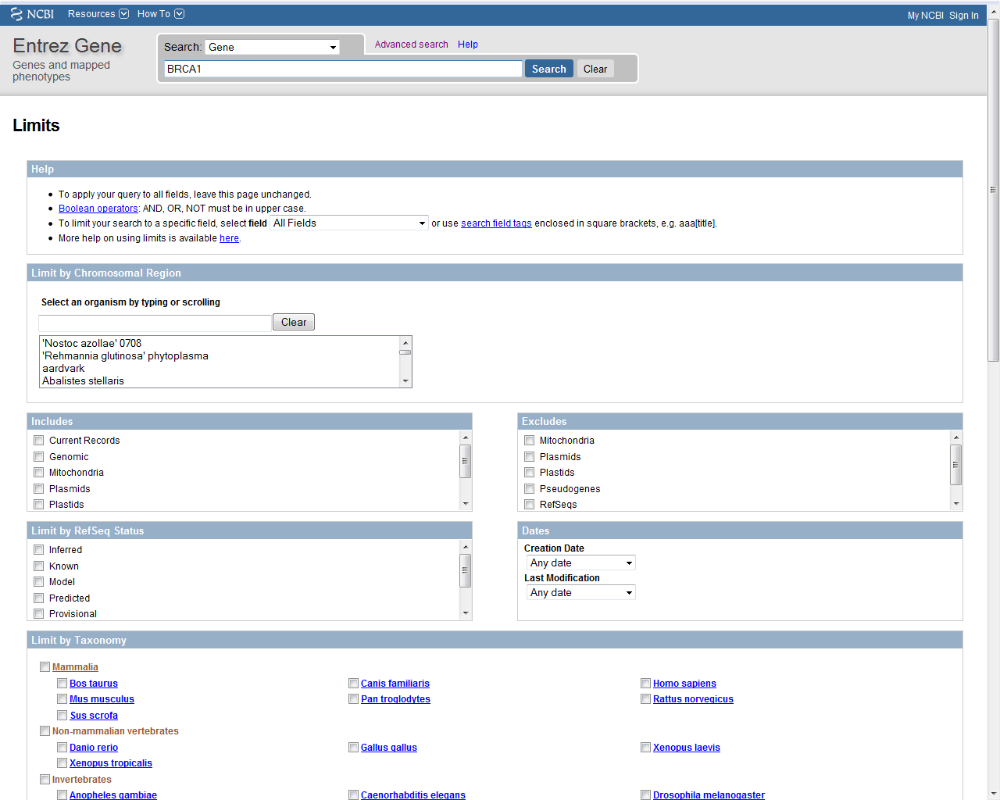 NCBI Resources How To My NCBI Sign In
Entrez Gene
Genes and mapped
phenotypes
Search: Gene Advanced search Help
BRCA1 Search Clear
Limits
Help
To apply your query to all fields, leave this page unchanged.
Boolean operators: AND, OR, NOT must be in upper case.
To limit your search to a specific field, select field All Fields or use search field tags enclosed in square brackets, e.g. aaa[title].
More help on using limits is available here.
Limit by Chromosomal Region
Select an organism by typing or scrolling
Clear
'Nostoc azollae' 0708
'Rehmannia glutinosa' phytoplasma
aardvark
Abalistes stellaris
Includes
Current Records
Genomic
Mitochondria
Plasmids
Plastids
Excludes
Mitochondria
Plasmids
Plastids
Pseudogenes
RefSeqs
Limit by RefSeq Status
Inferred
Known
Model
Predicted
Provisional
Dates
Creation Date
Any date
Last Modification
Any date
Limit by Taxonomy
Mammalia
Bos taurus Canis familiaris Homo sapiens
Mus musculus Pan troglodytes Rattus norvegicus
Sus scrofa
Non-mammalian vertebrates
Danio rerio Gallus gallus Xenopus laevis
Xenopus tropicalis
Invertebrates
Anopheles gambiae Caenorhabditis elegans Drosophila melanogaster